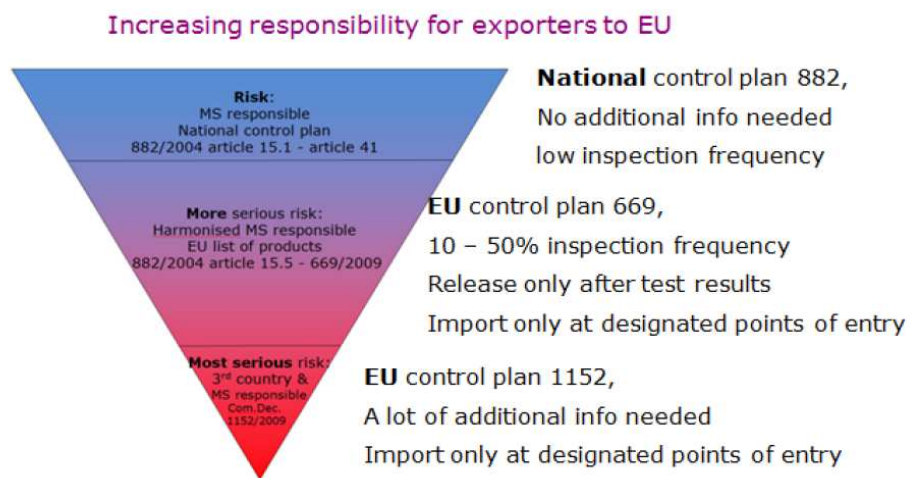 Increasing responsibility for exporters to EU
Risk:
MS responsible
National control plan
882/2004 article 15.1 - article 41
National control plan 882,
No additional info needed
low inspection frequency
More serious risk:
Harmonised MS responsible
EU list of products
882/2004 article 15.5 - 669/2009
EU control plan 669,
10 – 50% inspection frequency
Release only after test results
Import only at designated points of entry
Most serious risk:
3rd country &
MS responsible
Com.Dec.
1152/2009
EU control plan 1152,
A lot of additional info needed
Import only at designated points of entry